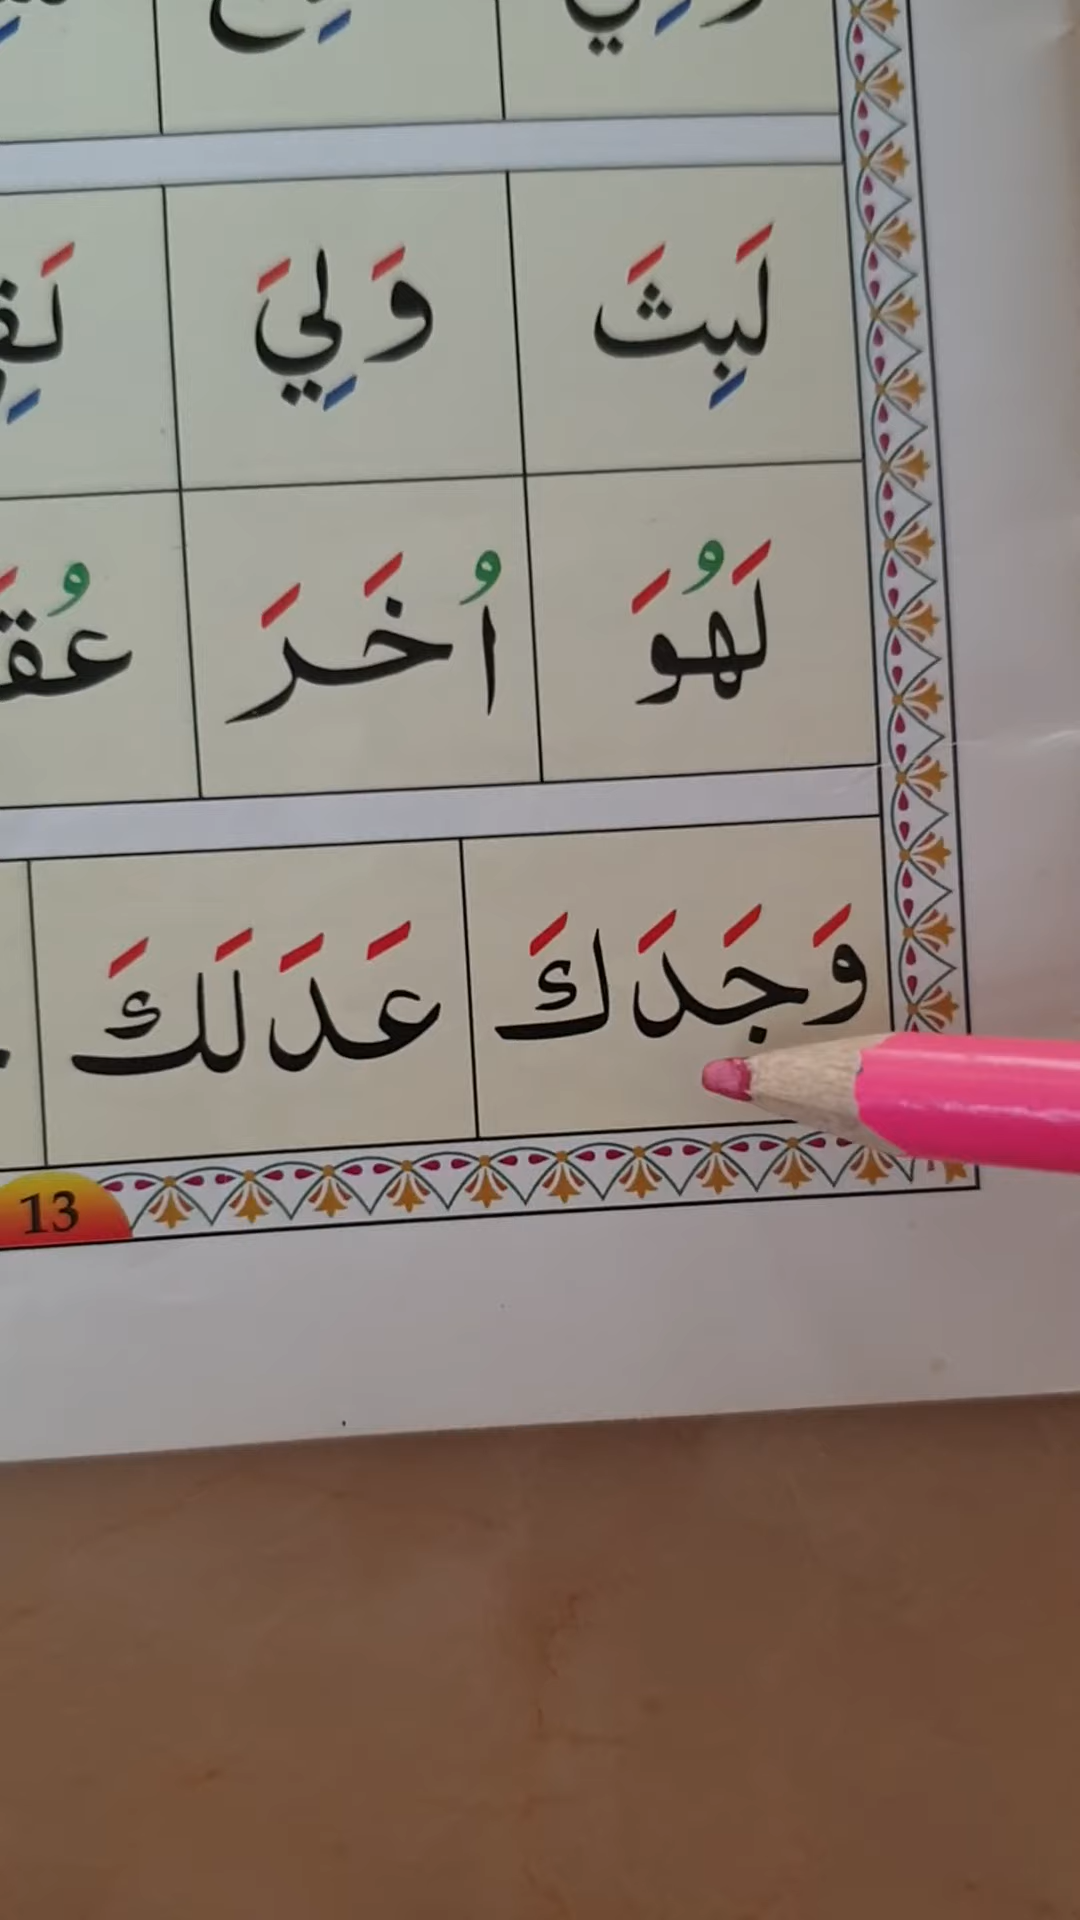 لَبِثَ وَلِيَ
لَهُوَ اُخَرَ
وَجَدَكَ عَدَلَكَ
13